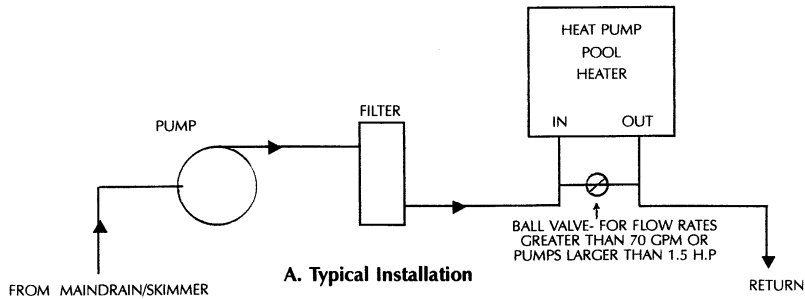 HEAT PUMP
POOL
HEATER
IN OUT
FILTER
PUMP
BALL VALVE- FOR FLOW RATES
GREATER THAN 70 GPM OR
PUMPS LARGER THAN 1.5 H.P
A. Typical Installation
FROM MAINDRAIN/SKIMMER
RETURN